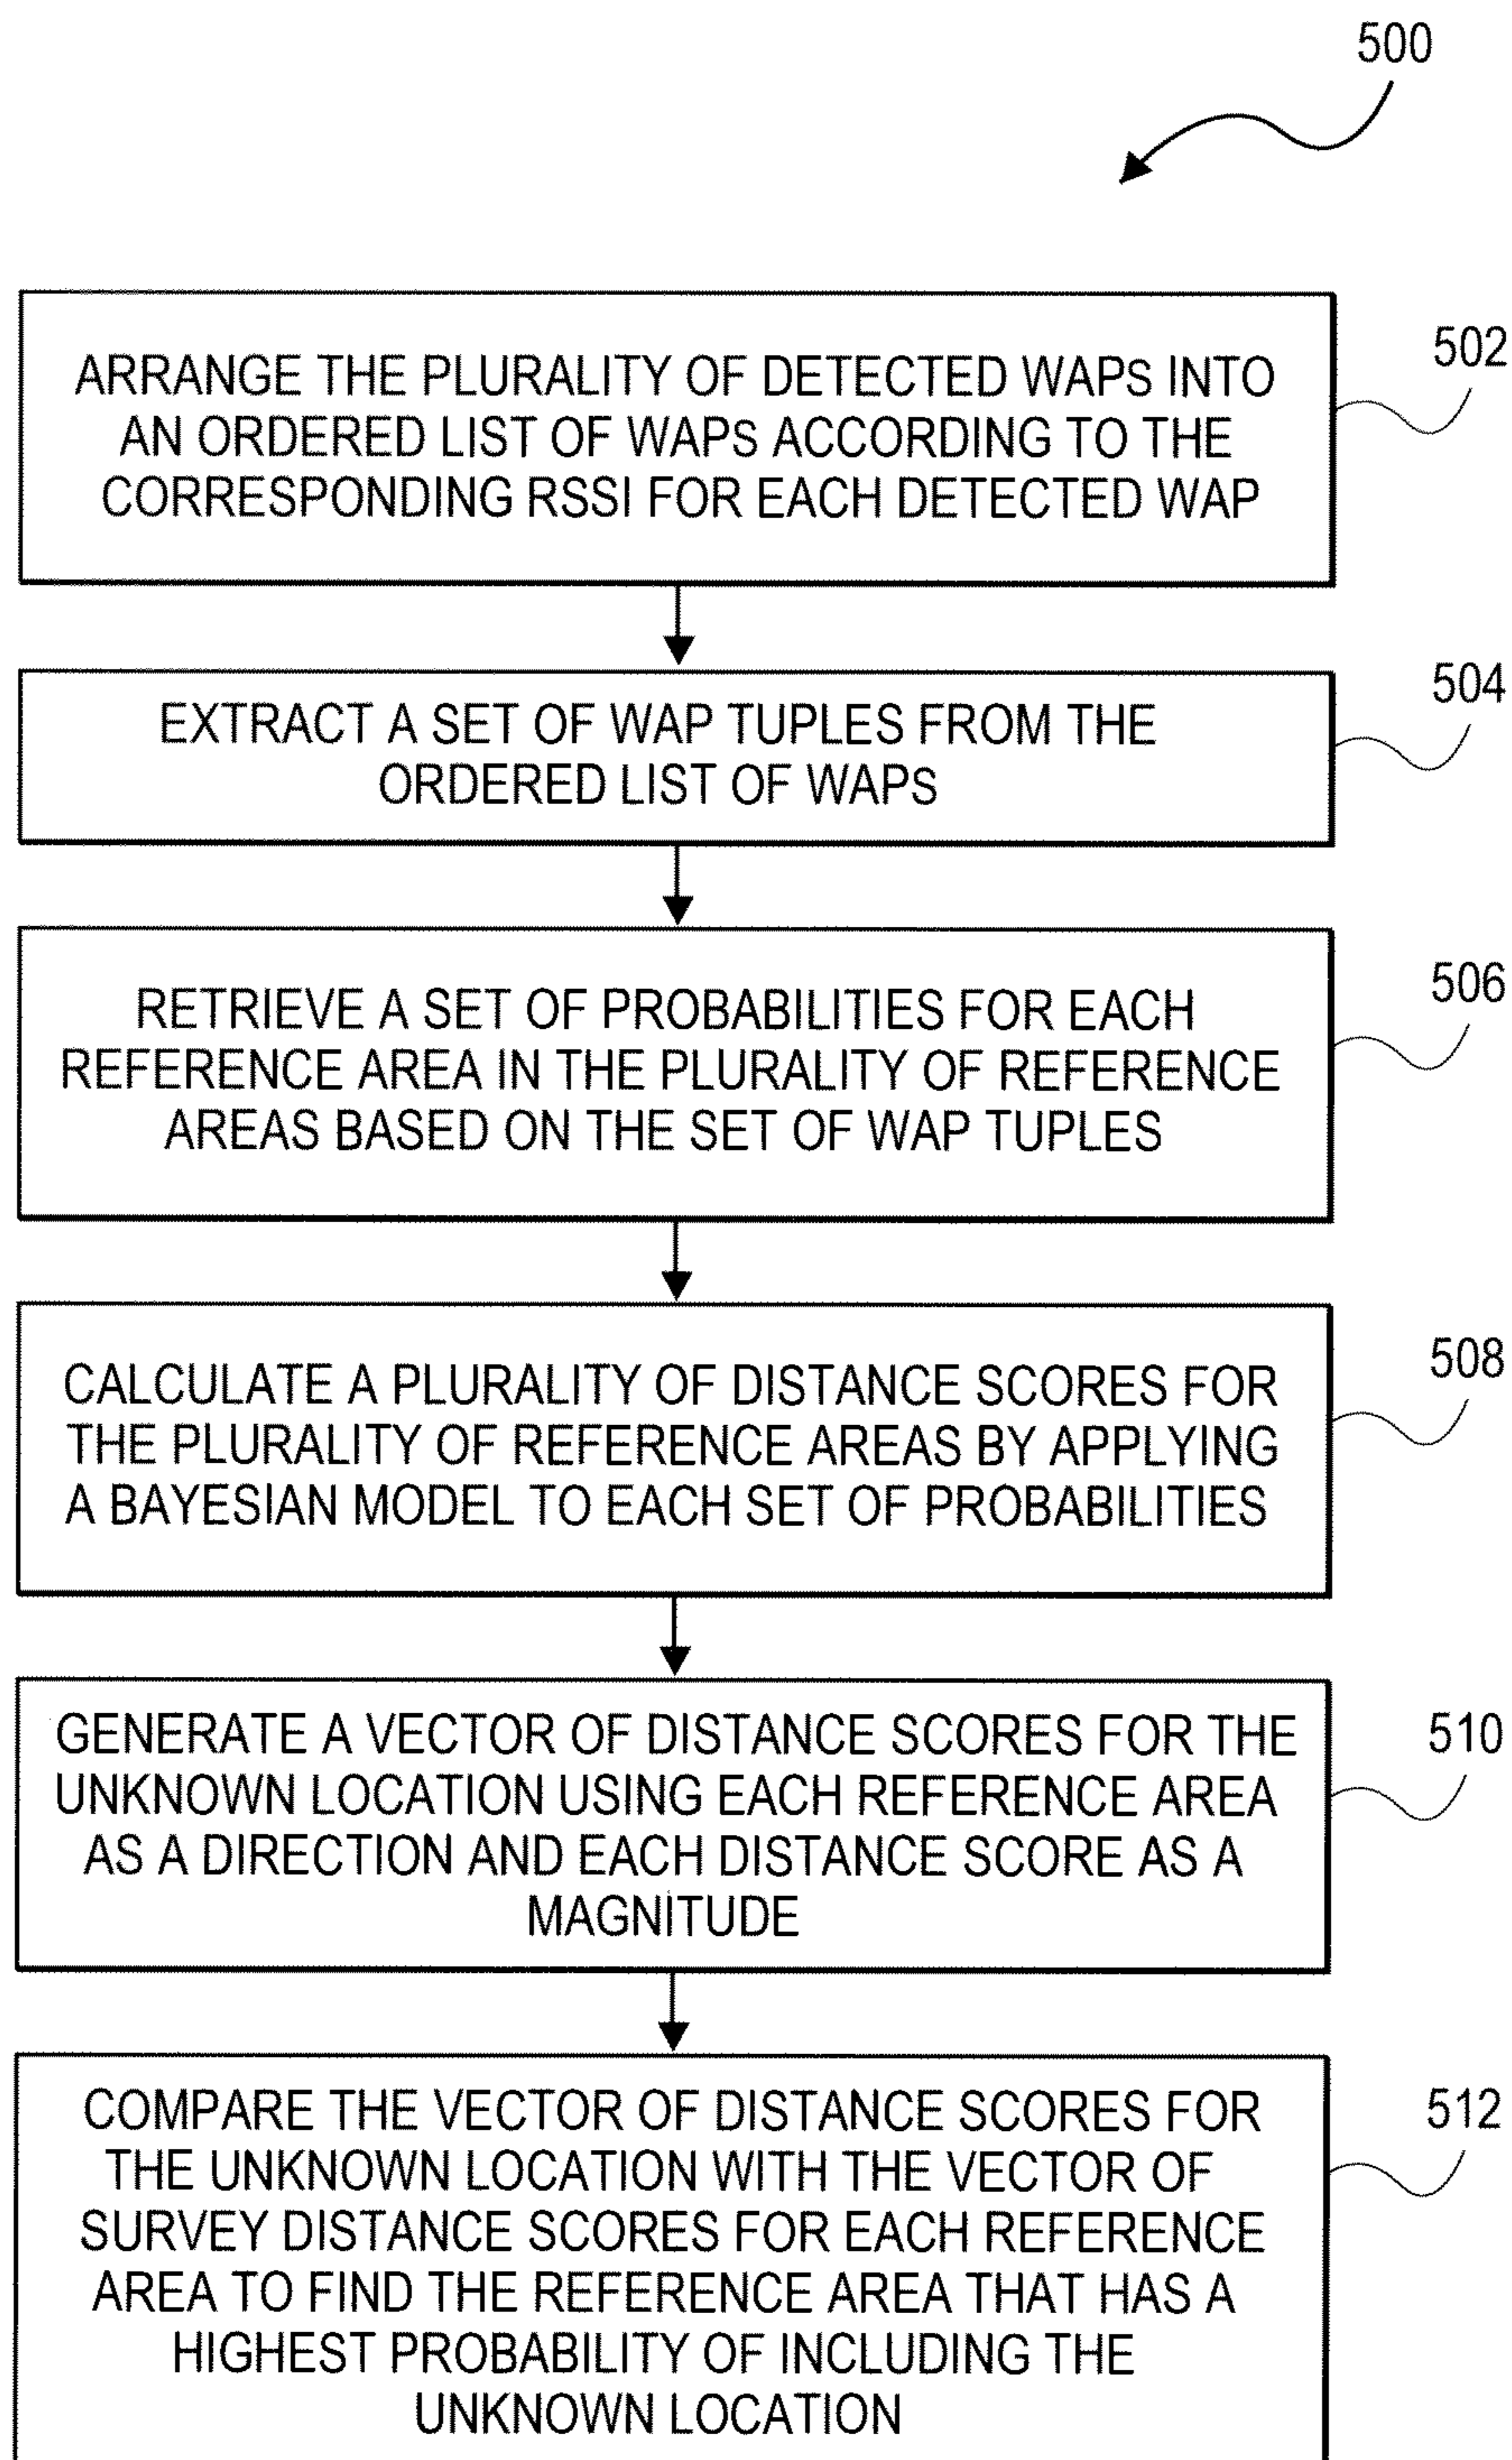 500
ARRANGE THE PLURALITY OF DETECTED WAPs INTO
AN ORDERED LIST OF WAPs ACCORDING TO THE
CORRESPONDING RSSI FOR EACH DETECTED WAP
502
EXTRACT A SET OF WAP TUPLES FROM THE
ORDERED LIST OF WAPs
504
RETRIEVE A SET OF PROBABILITIES FOR EACH
REFERENCE AREA IN THE PLURALITY OF REFERENCE
AREAS BASED ON THE SET OF WAP TUPLES
506
CALCULATE A PLURALITY OF DISTANCE SCORES FOR
THE PLURALITY OF REFERENCE AREAS BY APPLYING
A BAYESIAN MODEL TO EACH SET OF PROBABILITIES
508
GENERATE A VECTOR OF DISTANCE SCORES FOR THE
UNKNOWN LOCATION USING EACH REFERENCE AREA
AS A DIRECTION AND EACH DISTANCE SCORE AS A
MAGNITUDE
510
COMPARE THE VECTOR OF DISTANCE SCORES FOR
THE UNKNOWN LOCATION WITH THE VECTOR OF
SURVEY DISTANCE SCORES FOR EACH REFERENCE
AREA TO FIND THE REFERENCE AREA THAT HAS A
HIGHEST PROBABILITY OF INCLUDING THE
UNKNOWN LOCATION
512